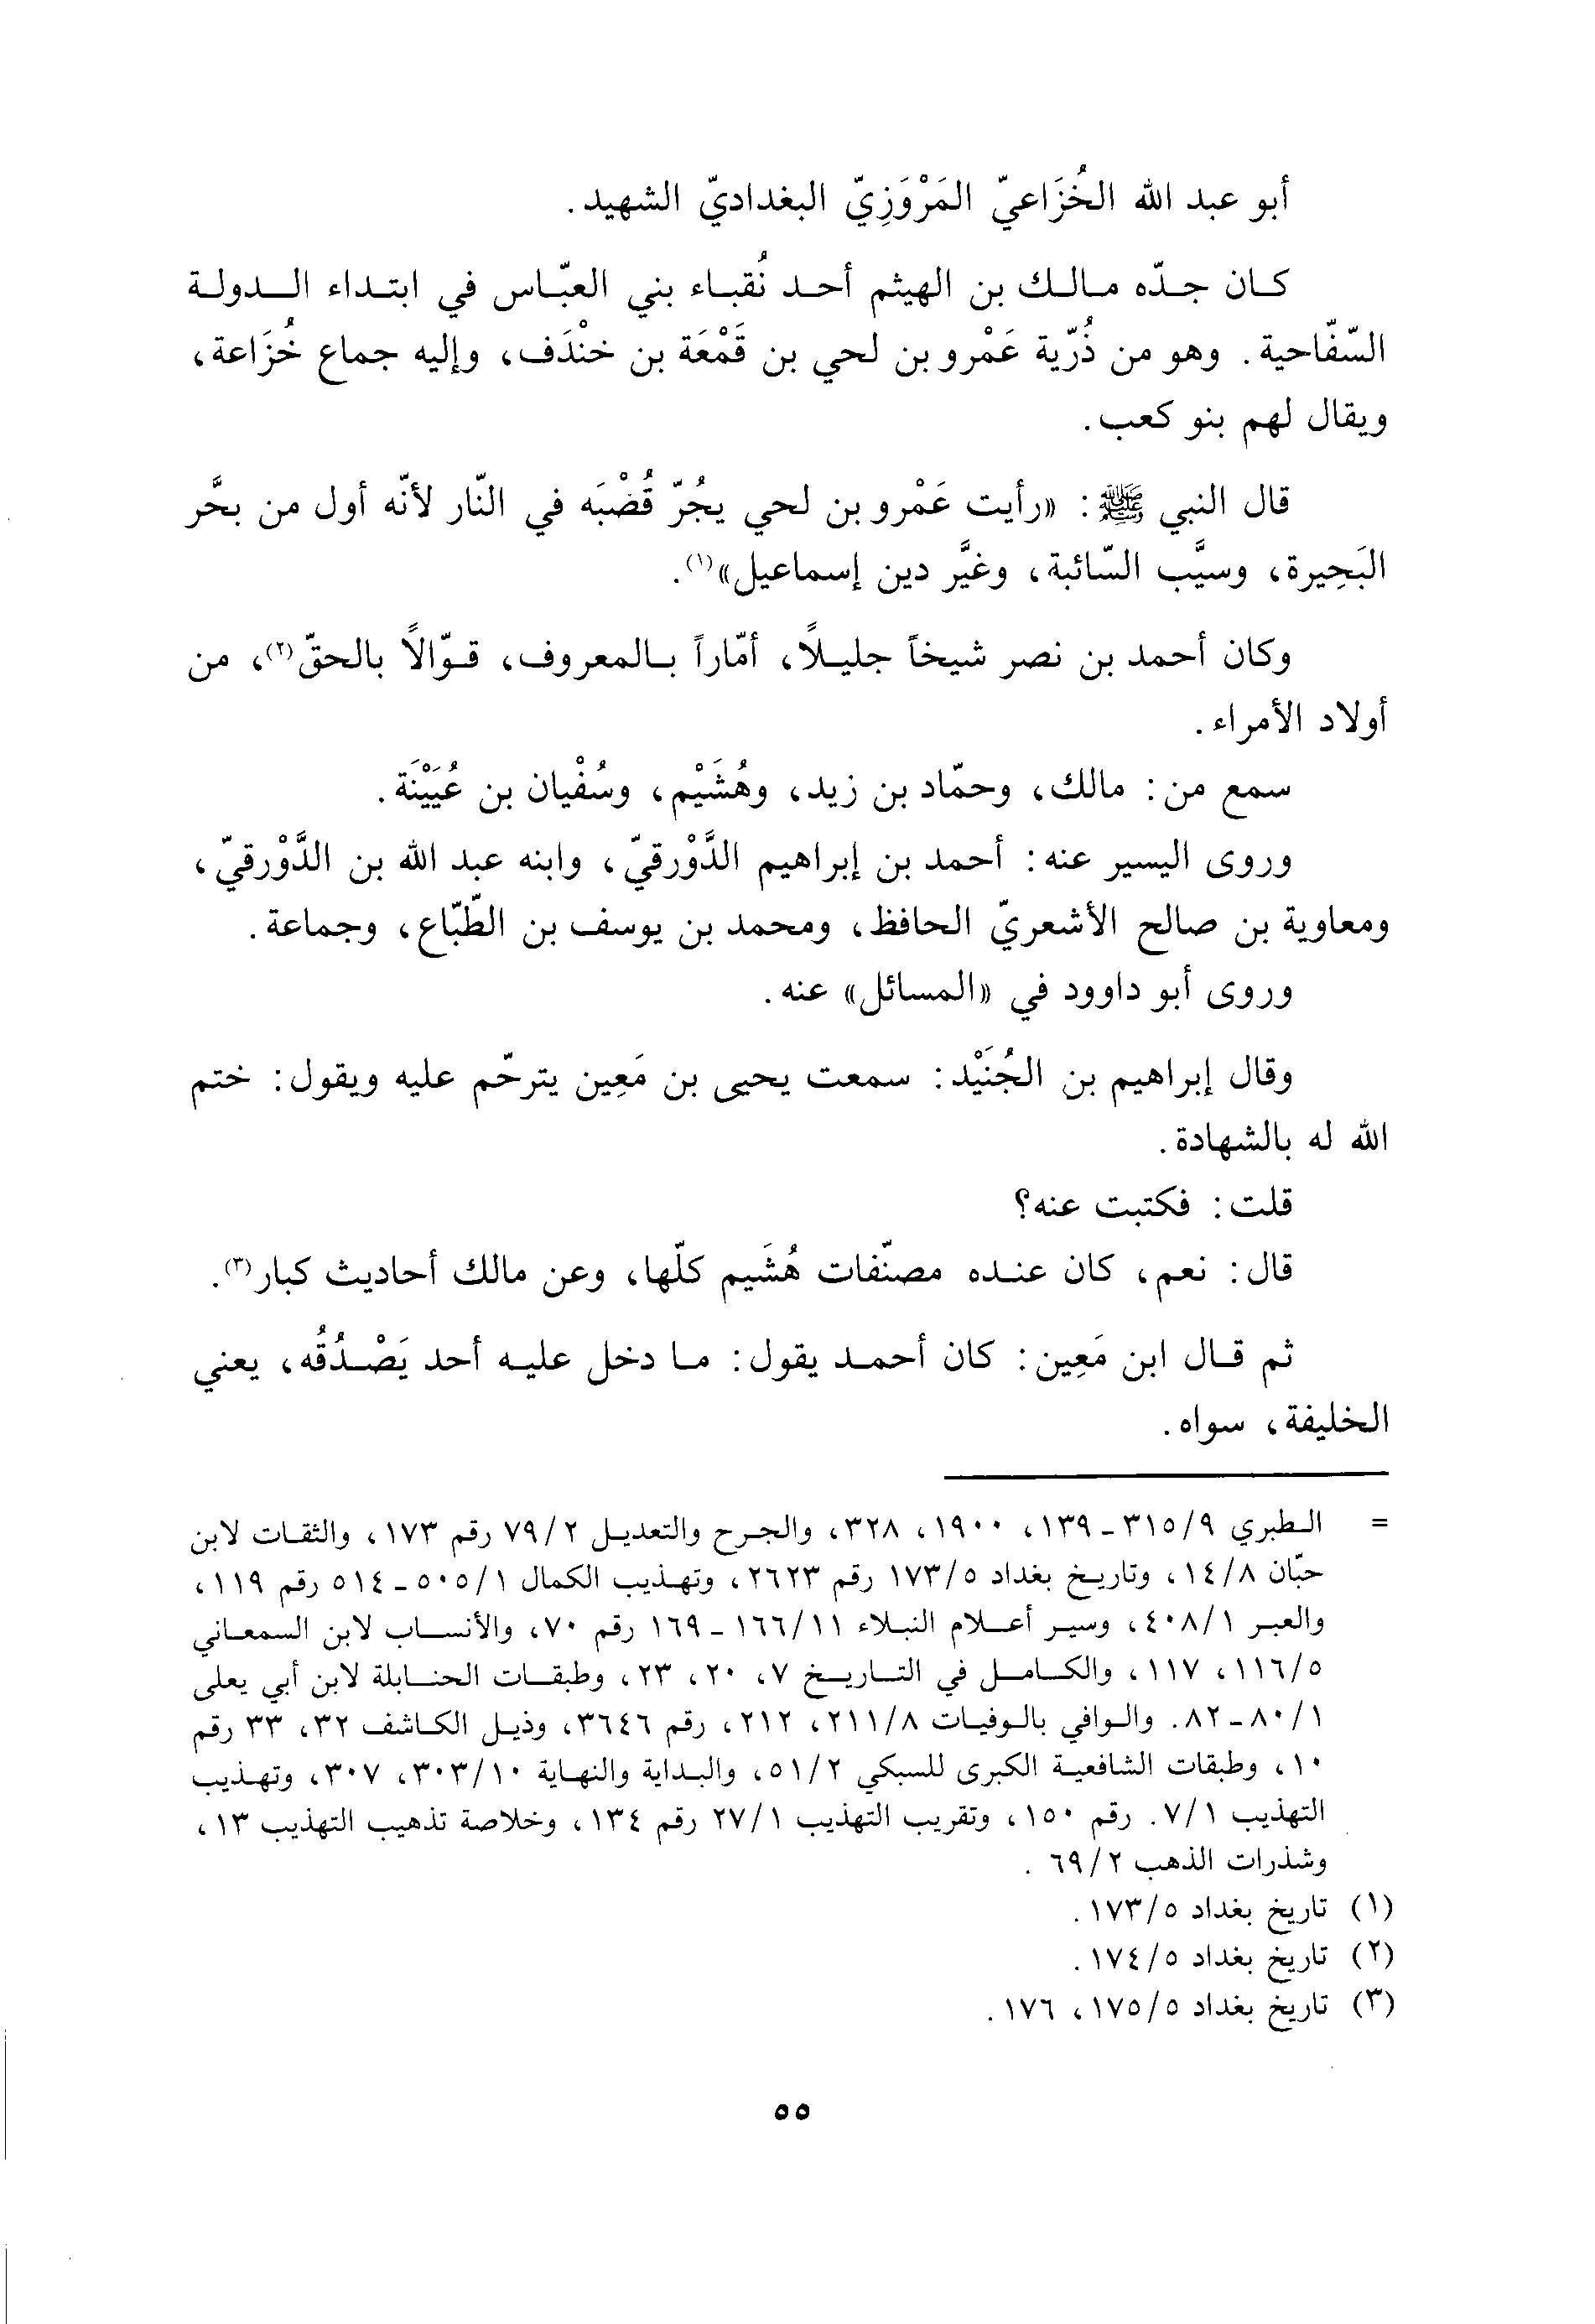 أبو عبد الله الخُزَاعيّ المَرْوَزِيّ البغداديّ الشهيد.
كان جدّه مالك بن الهيثم أحد نُقباء بني العبّاس في ابتداء الدولة
السّفّاحية. وهو من ذُرّية عَمْرو بن لحي بن قَمْعَة بن خنْدَف، وإليه جماع خُزَاعة،
ويقال لهم بنو كعب.
قال النبي ﷺ: «رأيت عَمْرو بن لحي يجُرّ قُضْبَه في النّار لأنّه أول من بحَّر
البَحِيرة، وسيَّب السّائبة، وغيَّر دين إسماعيل»(١).
وكان أحمد بن نصر شيخاً جليلاً، أمّاراً بالمعروف، قوّالاً بالحقّ(٢)، من
أولاد الأمراء.
سمع من: مالك، وحمّاد بن زيد، وهُشَيْم، وسُفْيان بن عُيَيْنَة.
وروى اليسير عنه: أحمد بن إبراهيم الدَّوْرقيّ، وابنه عبد الله بن الدَّوْرقيّ،
ومعاوية بن صالح الأشعريّ الحافظ، ومحمد بن يوسف بن الطّبّاع، وجماعة.
وروى أبو داوود في «المسائل» عنه.
وقال إبراهيم بن الجُنَيْد: سمعت يحيى بن مَعِين يترحّم عليه ويقول: ختم
الله له بالشهادة.
قلت: فكتبت عنه؟
قال: نعم، كان عنده مصنّفات هُشَيم كلّها، وعن مالك أحاديث كبار(٣).
ثم قال ابن مَعِين: كان أحمد يقول: ما دخل عليه أحد يَصْدُقُه، يعني
الخليفة، سواه.
= الطبري ٩/ ٣١٥ - ١٣٩، ١٩٠٠، ٣٢٨، والجرح والتعديل ٢/ ٧٩ رقم ١٧٣، والثقات لابن
حبّان ٨/ ١٤، وتاريخ بغداد ٥/ ١٧٣ رقم ٢٦٢٣، وتهذيب الكمال ١/ ٥٠٥ - ٥١٤ رقم ١١٩،
والعبر ١/ ٤٠٨، وسير أعلام النبلاء ١١/ ١٦٦ - ١٦٩ رقم ٧٠، والأنساب لابن السمعاني
٥/ ١١٦، ١١٧، والكامل في التاريخ ٧، ٢٠، ٢٣، وطبقات الحنابلة لابن أبي يعلى
١/ ٨٠ - ٨٢. والوافي بالوفيات ٨/ ٢١١، ٢١٢، رقم ٣٦٤٦، وذيل الكاشف ٣٢، ٣٣ رقم
١٠، وطبقات الشافعية الكبرى للسبكي ٢/ ٥١، والبداية والنهاية ١٠/ ٣٠٣، ٣٠٧، وتهذيب
التهذيب ١/ ٧. رقم ١٥٠، وتقريب التهذيب ١/ ٢٧ رقم ١٣٤، وخلاصة تذهيب التهذيب ١٣،
وشذرات الذهب ٢/ ٦٩.
(١) تاريخ بغداد ٥/ ١٧٣.
(٢) تاريخ بغداد ٥/ ١٧٤.
(٣) تاريخ بغداد ٥/ ١٧٥، ١٧٦.
٥٥